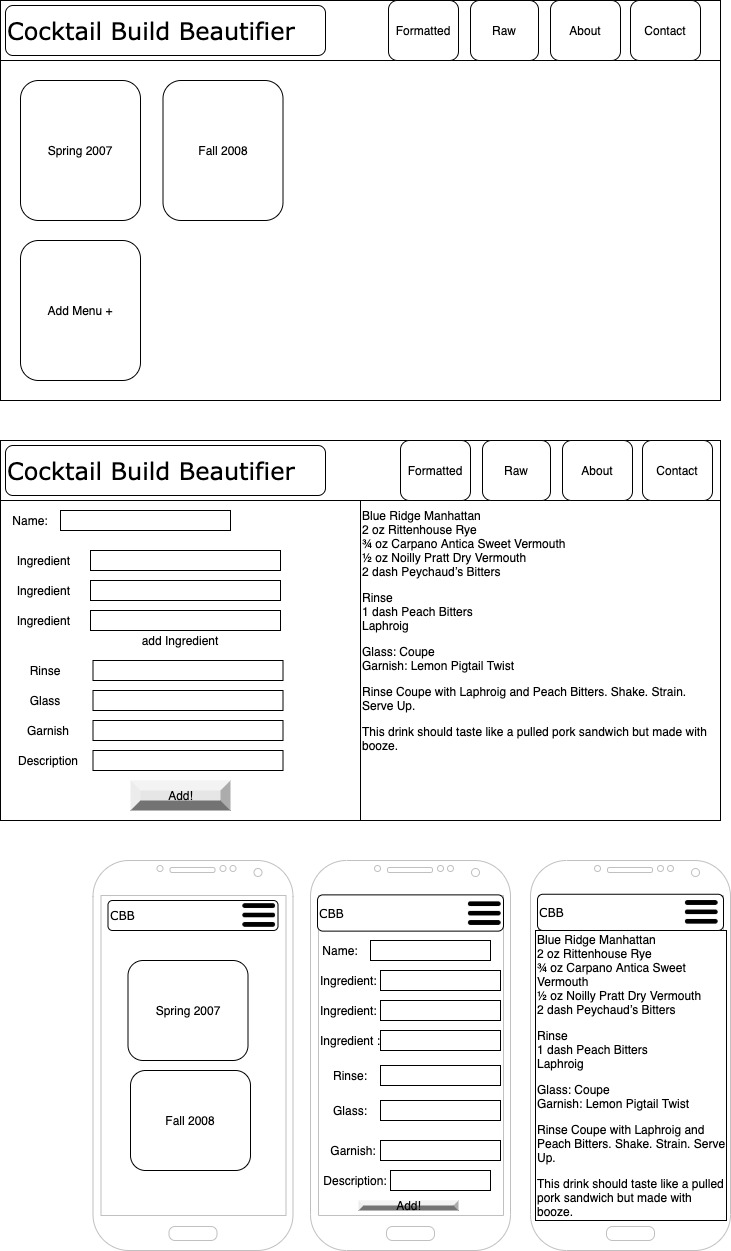 Cocktail Build Beautifier
Formatted
Raw
About
Contact
Spring 2007
Fall 2008
Add Menu +
Cocktail Build Beautifier
Formatted
Raw
About
Contact
Name:
Ingredient
Ingredient
Ingredient
add Ingredient
Rinse
Glass
Garnish
Description
Add!
Blue Ridge Manhattan
2 oz Rittenhouse Rye
¾ oz Carpano Antica Sweet Vermouth
½ oz Noilly Pratt Dry Vermouth
2 dash Peychaud’s Bitters
Rinse
1 dash Peach Bitters
Laphroig
Glass: Coupe
Garnish: Lemon Pigtail Twist
Rinse Coupe with Laphroig and Peach Bitters. Shake. Strain.
Serve Up.
This drink should taste like a pulled pork sandwich but made with
booze.
CBB
Spring 2007
Fall 2008
CBB
Name:
Ingredient:
Ingredient:
Ingredient :
Rinse:
Glass:
Garnish:
Description:
Add!
CBB
Blue Ridge Manhattan
2 oz Rittenhouse Rye
¾ oz Carpano Antica Sweet
Vermouth
½ oz Noilly Pratt Dry Vermouth
2 dash Peychaud’s Bitters
Rinse
1 dash Peach Bitters
Laphroig
Glass: Coupe
Garnish: Lemon Pigtail Twist
Rinse Coupe with Laphroig and
Peach Bitters. Shake. Strain. Serve
Up.
This drink should taste like a pulled
pork sandwich but made with
booze.